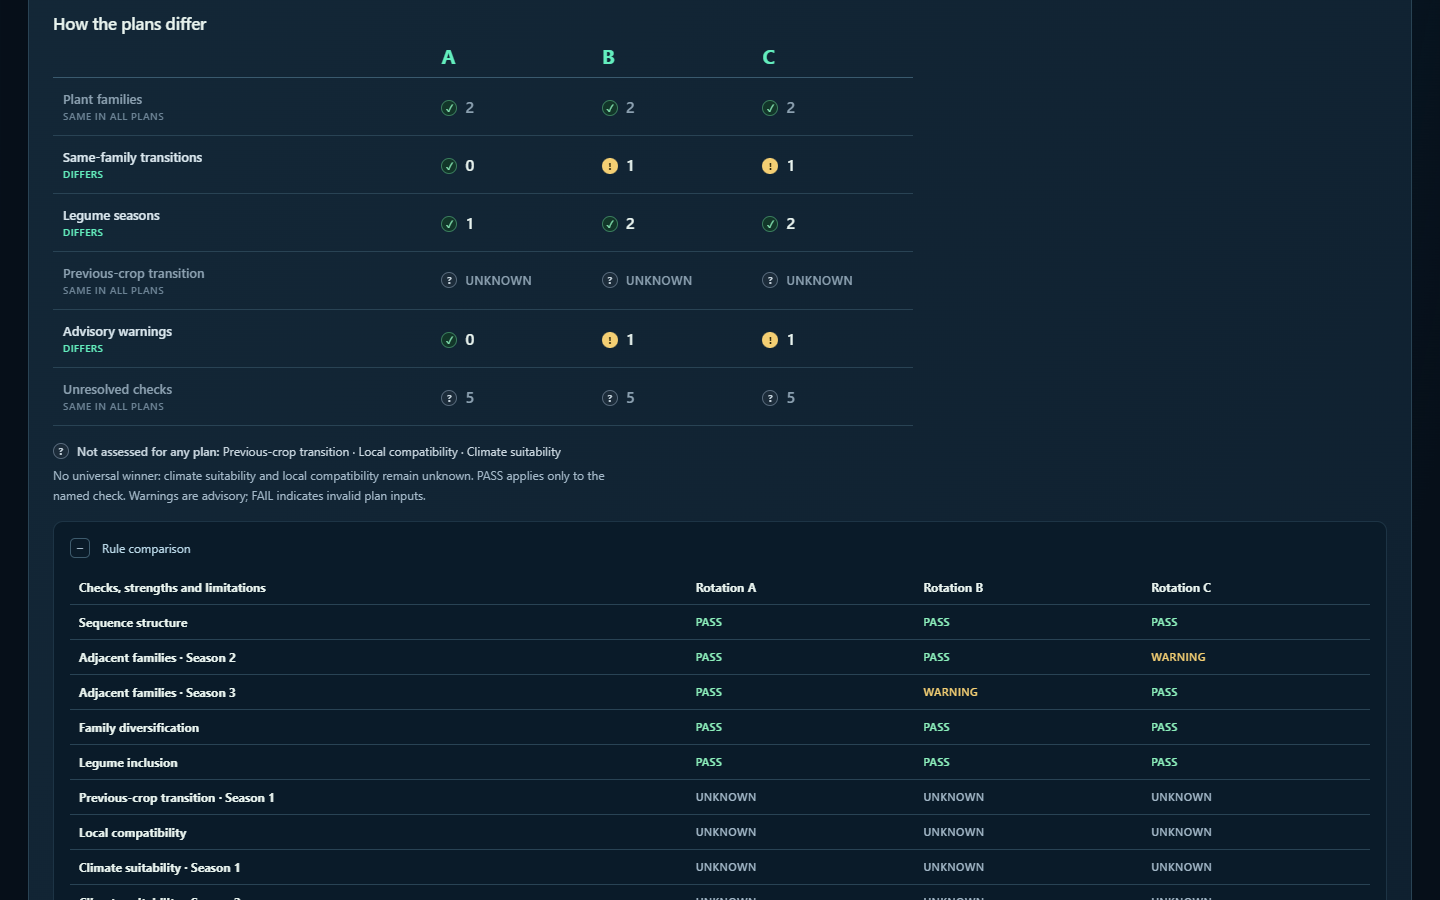 How the plans differ
A B C
Plant families
SAME IN ALL PLANS
2 2 2
Same-family transitions
DIFFERS
0 1 1
Legume seasons
DIFFERS
1 2 2
Previous-crop transition
SAME IN ALL PLANS
UNKNOWN UNKNOWN UNKNOWN
Advisory warnings
DIFFERS
0 1 1
Unresolved checks
SAME IN ALL PLANS
5 5 5
Not assessed for any plan: Previous-crop transition · Local compatibility · Climate suitability
No universal winner: climate suitability and local compatibility remain unknown. PASS applies only to the
named check. Warnings are advisory; FAIL indicates invalid plan inputs.
Rule comparison
Checks, strengths and limitations Rotation A Rotation B Rotation C
Sequence structure PASS PASS PASS
Adjacent families · Season 2 PASS PASS WARNING
Adjacent families · Season 3 PASS WARNING PASS
Family diversification PASS PASS PASS
Legume inclusion PASS PASS PASS
Previous-crop transition · Season 1 UNKNOWN UNKNOWN UNKNOWN
Local compatibility UNKNOWN UNKNOWN UNKNOWN
Climate suitability · Season 1 UNKNOWN UNKNOWN UNKNOWN